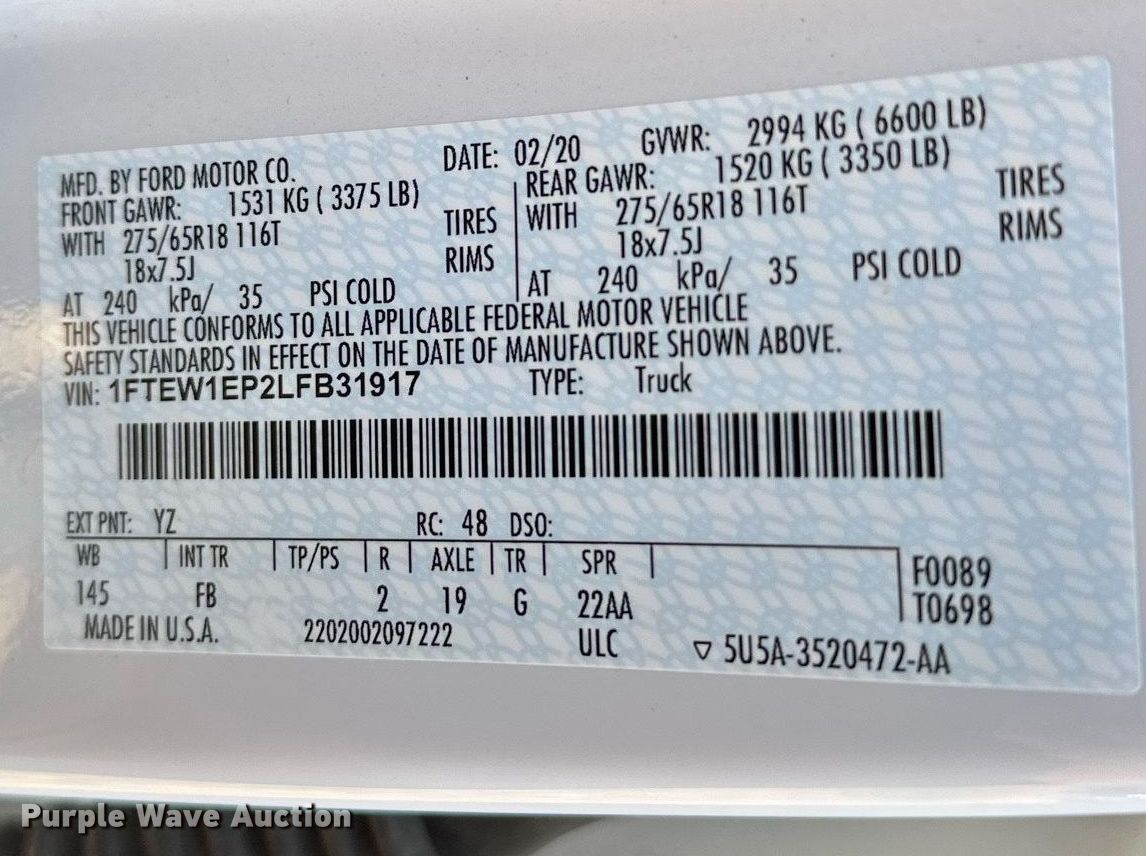 MFD. BY FORD MOTOR CO. DATE: 02/20 GVWR: 2994 KG ( 6600 LB)
FRONT GAWR: 1531 KG ( 3375 LB) REAR GAWR: 1520 KG ( 3350 LB)
WITH 275/65R18 116T TIRES WITH 275/65R18 116T TIRES
18x7.5J RIMS 18x7.5J RIMS
AT 240 kPa/ 35 PSI COLD AT 240 kPa/ 35 PSI COLD
THIS VEHICLE CONFORMS TO ALL APPLICABLE FEDERAL MOTOR VEHICLE
SAFETY STANDARDS IN EFFECT ON THE DATE OF MANUFACTURE SHOWN ABOVE.
VIN: 1FTEW1EP2LFB31917 TYPE: Truck
EXT PNT: YZ RC: 48 DSO:
WB INT TR TP/PS R AXLE TR SPR F0089
145 FB 2 19 G 22AA T0698
MADE IN U.S.A. 2202002097222 ULC ▽ 5U5A-3520472-AA
Purple Wave Auction